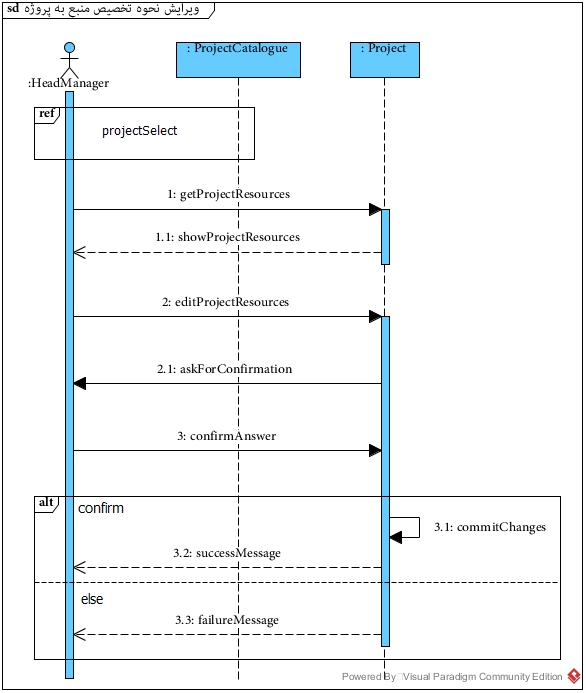 sd ویرایش نحوه تخصیص منبع به پروژه
: ProjectCatalogue
: Project
:HeadManager
ref
projectSelect
1: getProjectResources
1.1: showProjectResources
2: editProjectResources
2.1: askForConfirmation
3: confirmAnswer
alt
confirm
3.1: commitChanges
3.2: successMessage
else
3.3: failureMessage
Powered By Visual Paradigm Community Edition